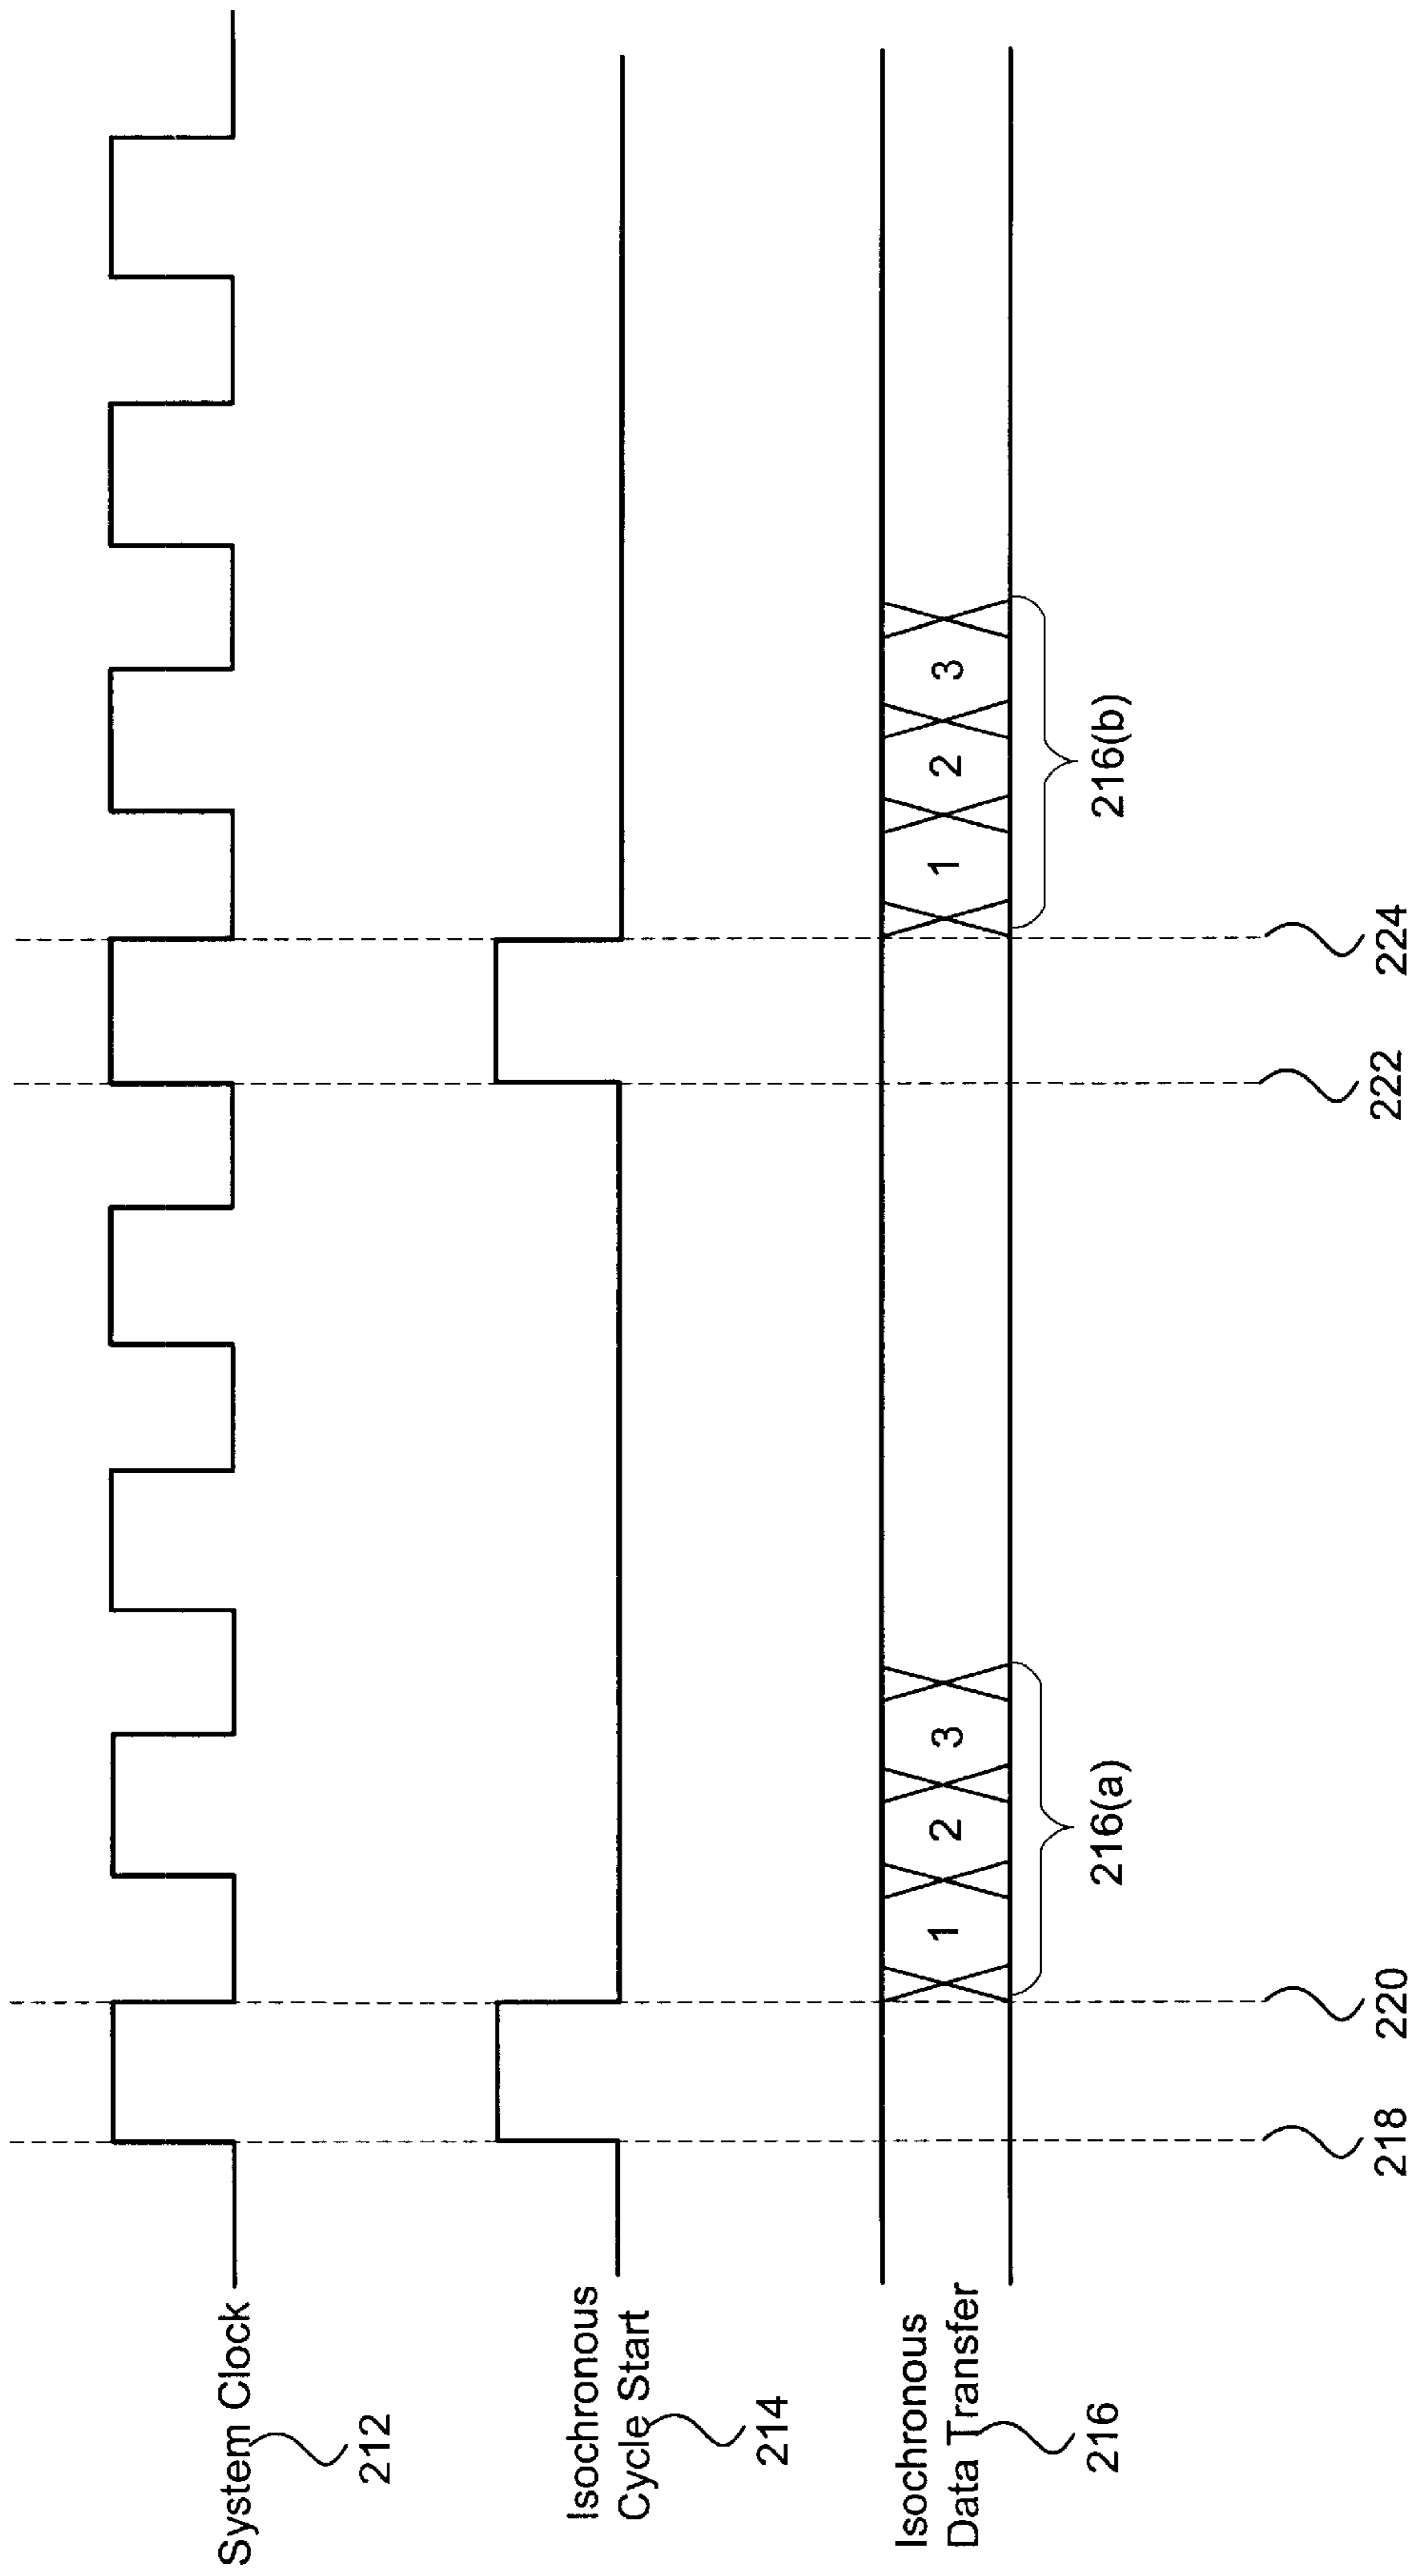 System Clock
212
Isochronous
Cycle Start
214
Isochronous
Data Transfer
216
1
2
3
216(a)
1
2
3
216(b)
218
220
222
224